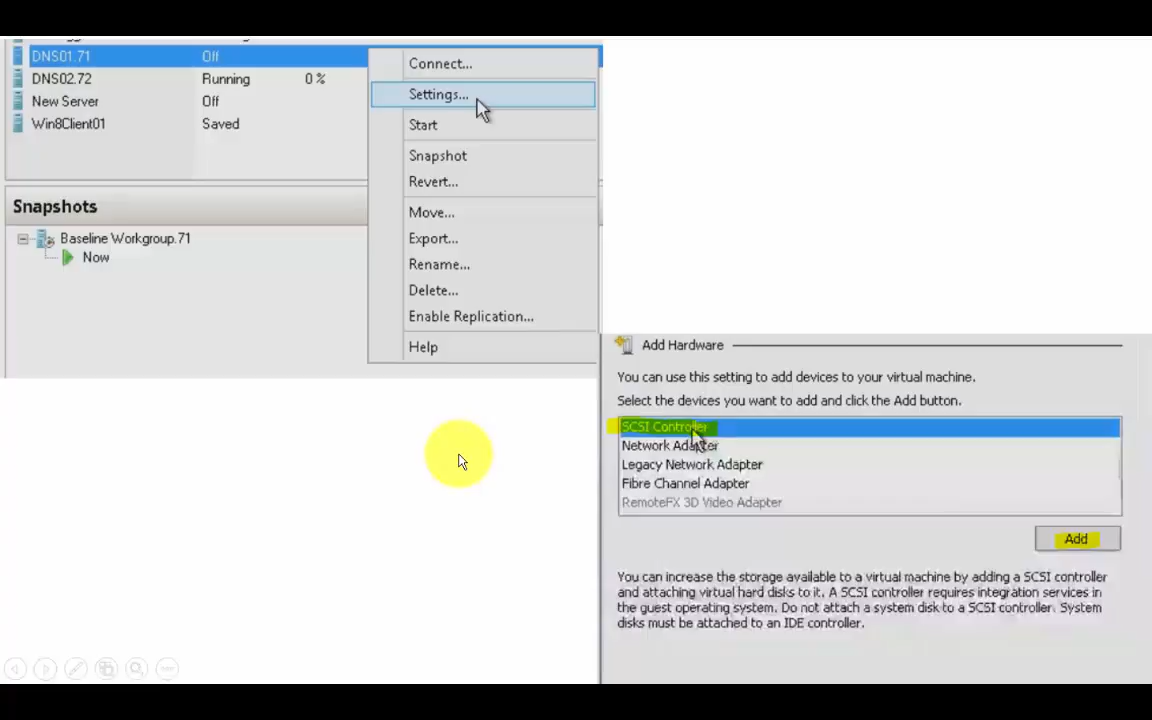 DNS01.71 Off
DNS02.72 Running 0 %
New Server Off
Win8Client01 Saved
Connect...
Settings...
Start
Snapshot
Revert...
Move...
Export...
Rename...
Delete...
Enable Replication...
Help
Snapshots
Baseline Workgroup.71
Now
Add Hardware
You can use this setting to add devices to your virtual machine.
Select the devices you want to add and click the Add button.
SCSI Controller
Network Adapter
Legacy Network Adapter
Fibre Channel Adapter
RemoteFX 3D Video Adapter
Add
You can increase the storage available to a virtual machine by adding a SCSI controller
and attaching virtual hard disks to it. A SCSI controller requires integration services in
the guest operating system. Do not attach a system disk to a SCSI controller. System
disks must be attached to an IDE controller.